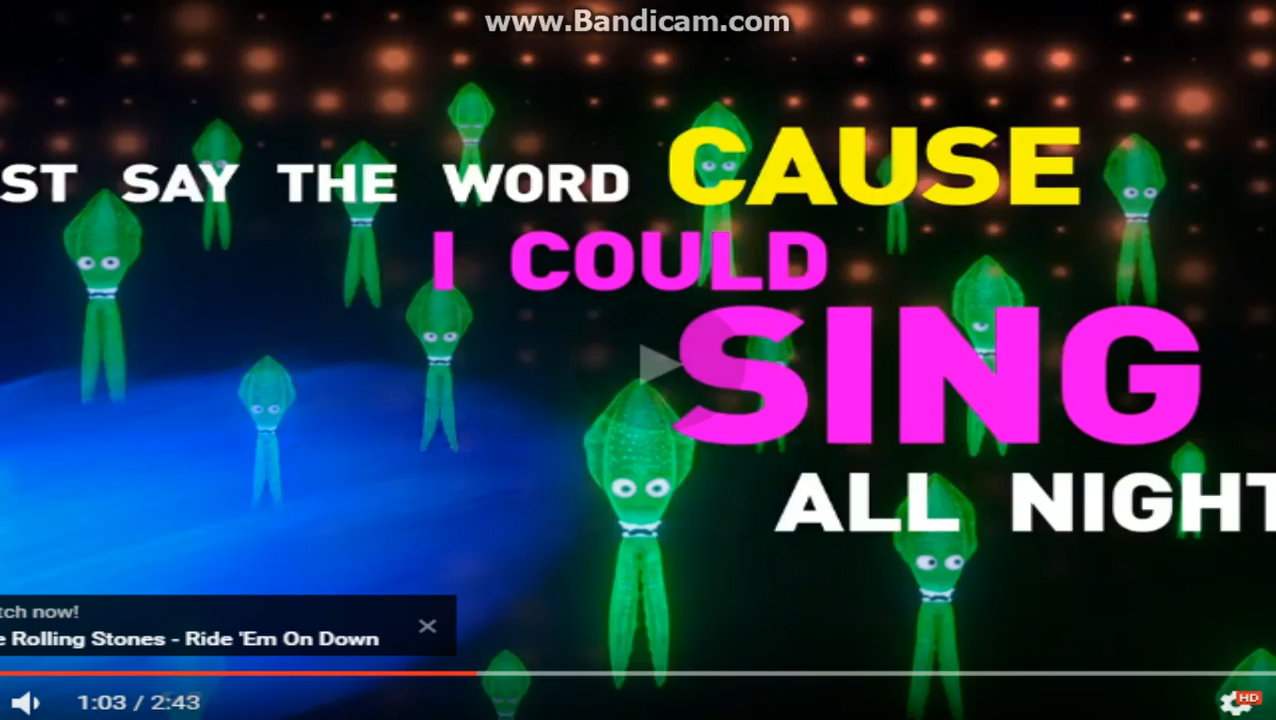 www.Bandicam.com
ST SAY THE WORD CAUSE
I COULD
SING
ALL NIGHT
tch now!
e Rolling Stones - Ride 'Em On Down
1:03 / 2:43
HD